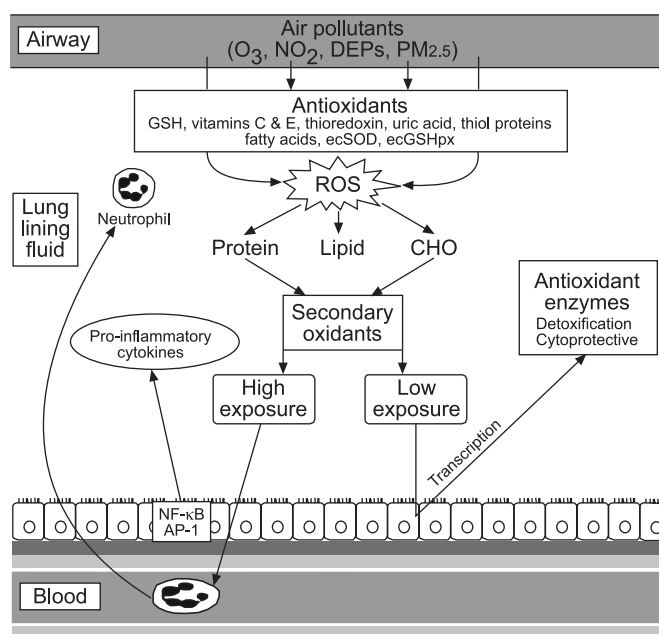 Airway
Air pollutants
(O3, NO2, DEPs, PM2.5)
Antioxidants
GSH, vitamins C & E, thioredoxin, uric acid, thiol proteins
fatty acids, ecSOD, ecGSHpx
ROS
Neutrophil
Lung
lining
fluid
Protein
Lipid
CHO
Secondary
oxidants
Antioxidant
enzymes
Detoxification
Cytoprotective
Pro-inflammatory
cytokines
High
exposure
Low
exposure
Transcription
NF-κB
AP-1
Blood